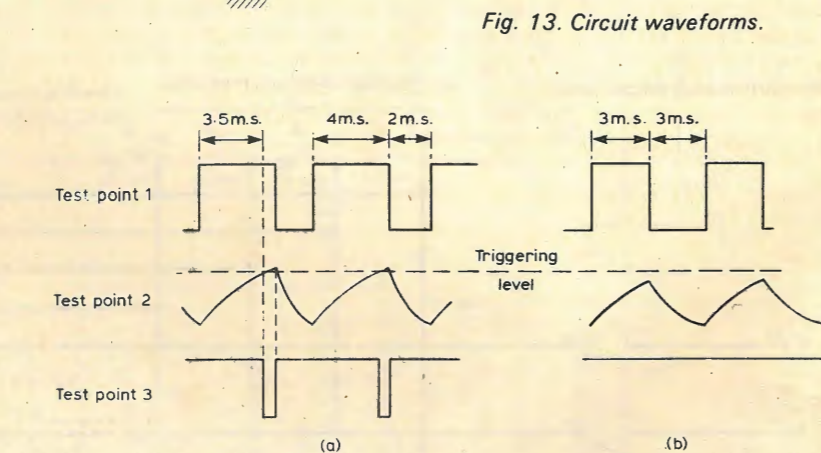 Fig. 13. Circuit waveforms.
3·5m.s. 4m.s. 2m.s. 3m.s. 3m.s.
Test point 1
Triggering
level
Test point 2
Test point 3
(a) (b)